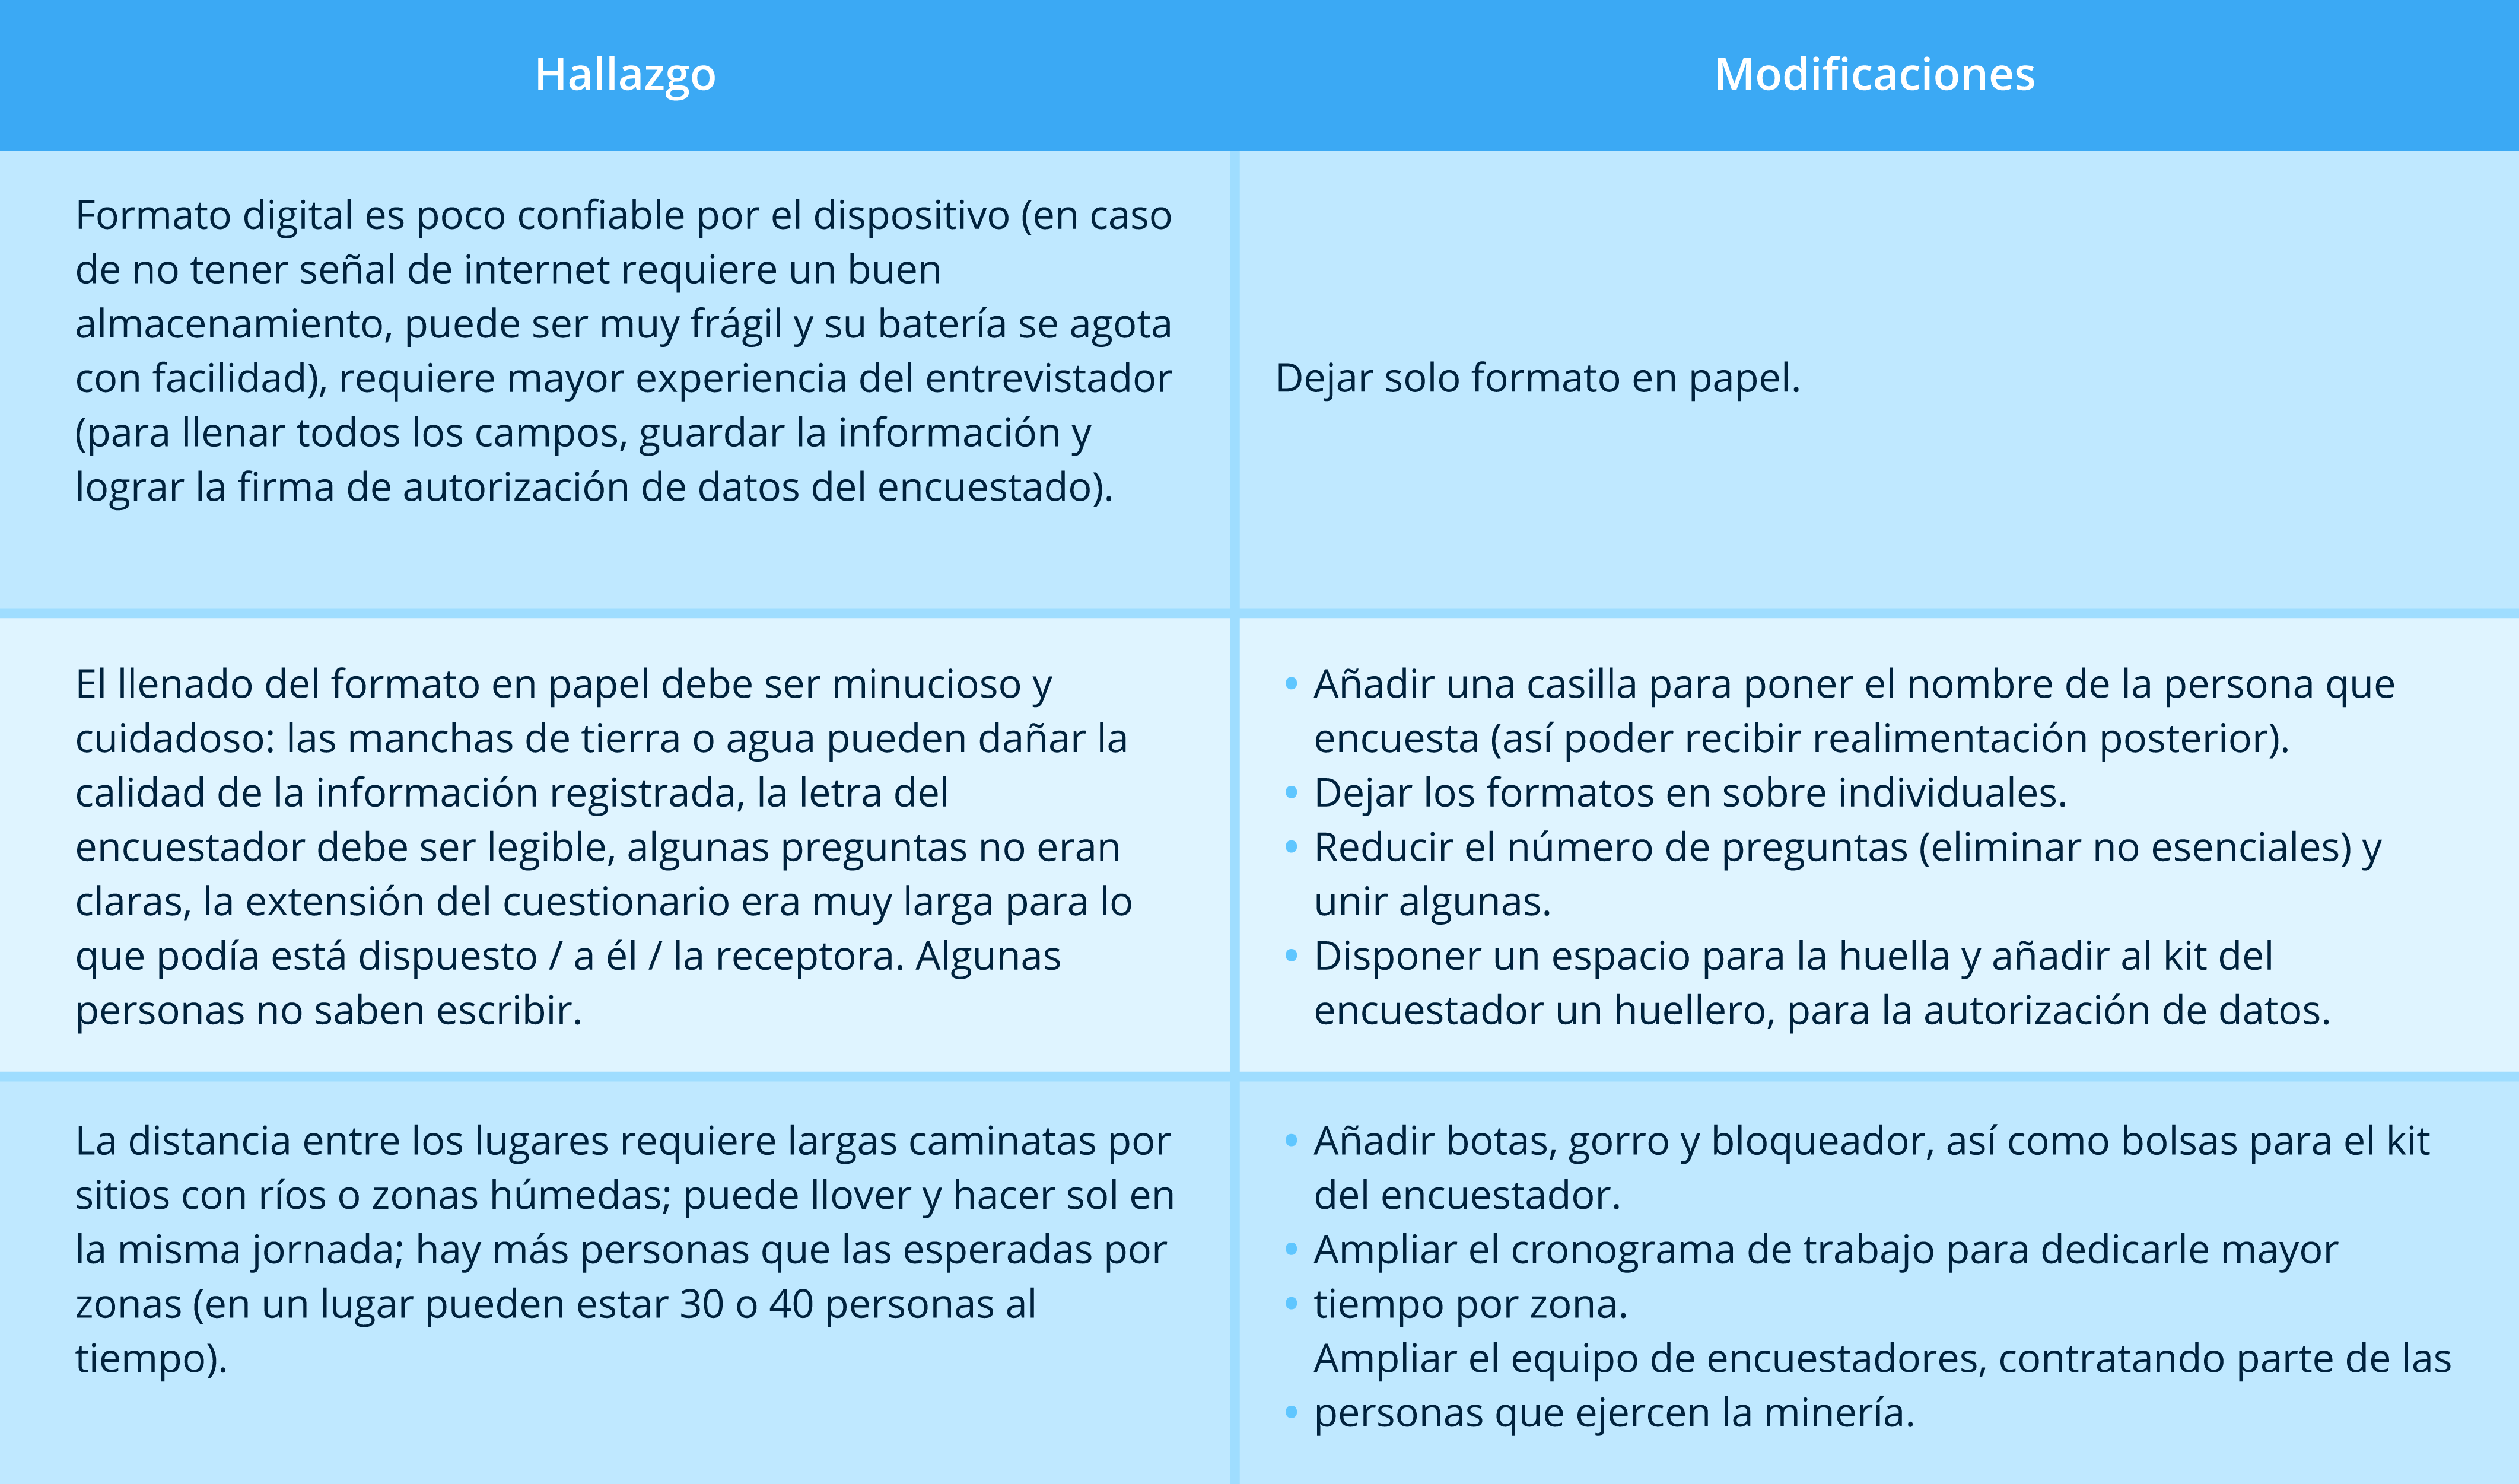 Hallazgo
Modificaciones
Formato digital es poco confiable por el dispositivo (en caso
de no tener señal de internet requiere un buen
almacenamiento, puede ser muy frágil y su batería se agota
con facilidad), requiere mayor experiencia del entrevistador
(para llenar todos los campos, guardar la información y
lograr la firma de autorización de datos del encuestado).
Dejar solo formato en papel.
El llenado del formato en papel debe ser minucioso y
cuidadoso: las manchas de tierra o agua pueden dañar la
calidad de la información registrada, la letra del
encuestador debe ser legible, algunas preguntas no eran
claras, la extensión del cuestionario era muy larga para lo
que podía está dispuesto / a él / la receptora. Algunas
personas no saben escribir.
• Añadir una casilla para poner el nombre de la persona que
encuesta (así poder recibir realimentación posterior).
• Dejar los formatos en sobre individuales.
• Reducir el número de preguntas (eliminar no esenciales) y
unir algunas.
• Disponer un espacio para la huella y añadir al kit del
encuestador un huellero, para la autorización de datos.
La distancia entre los lugares requiere largas caminatas por
sitios con ríos o zonas húmedas; puede llover y hacer sol en
la misma jornada; hay más personas que las esperadas por
zonas (en un lugar pueden estar 30 o 40 personas al
tiempo).
• Añadir botas, gorro y bloqueador, así como bolsas para el kit
del encuestador.
• Ampliar el cronograma de trabajo para dedicarle mayor
• tiempo por zona.
Ampliar el equipo de encuestadores, contratando parte de las
• personas que ejercen la minería.